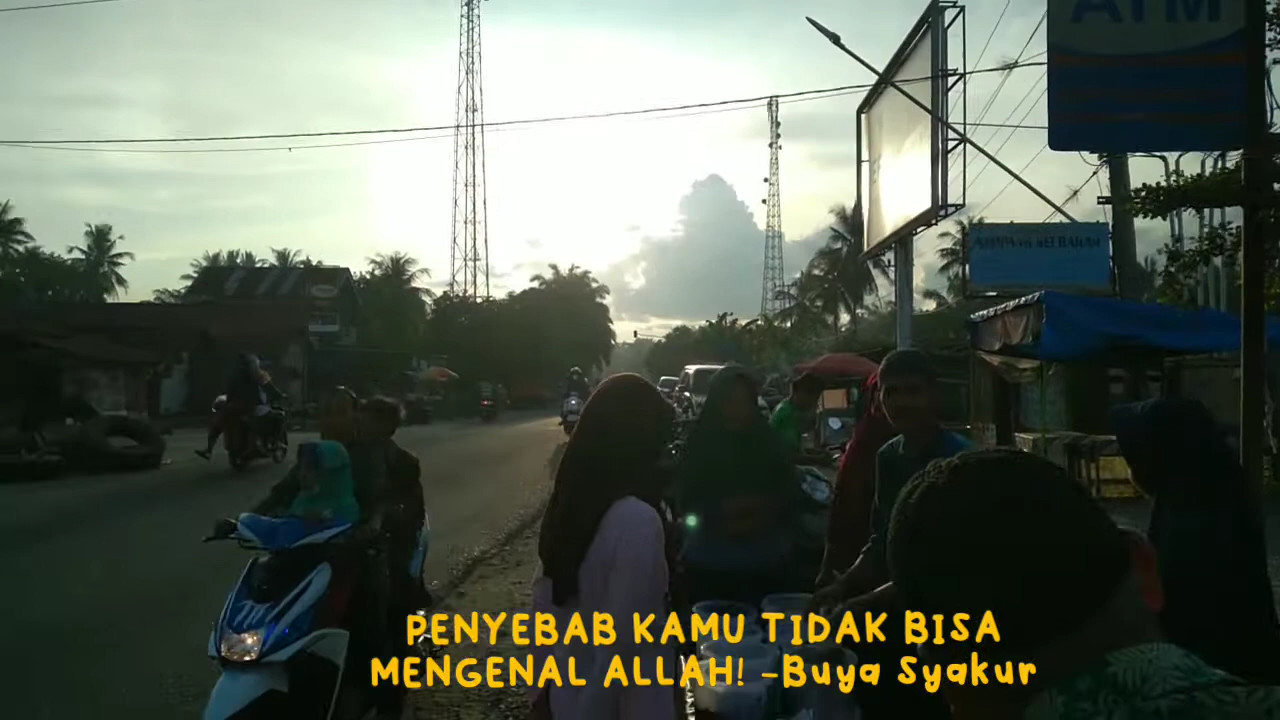 ATM
PENYEBAB KAMU TIDAK BISA
MENGENAL ALLAH! -Buya Syakur